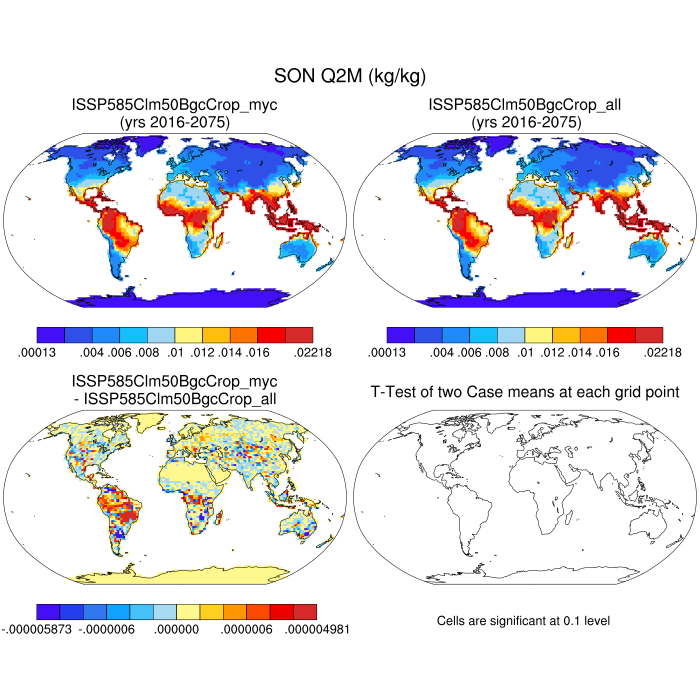 SON Q2M (kg/kg)
ISSP585Clm50BgcCrop_myc
(yrs 2016-2075)
ISSP585Clm50BgcCrop_all
(yrs 2016-2075)
.00013 .004 .006 .008 .01 .012 .014 .016 .02218
.00013 .004 .006 .008 .01 .012 .014 .016 .02218
ISSP585Clm50BgcCrop_myc
- ISSP585Clm50BgcCrop_all
T-Test of two Case means at each grid point
-.000005873 -.0000006 .000000 .0000006 .000004981
Cells are significant at 0.1 level